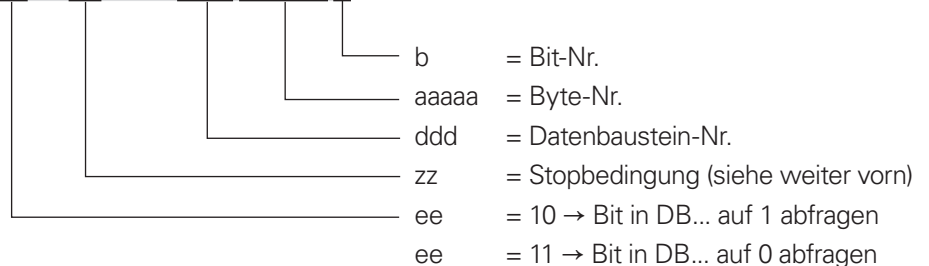 b = Bit-Nr.
aaaaa = Byte-Nr.
ddd = Datenbaustein-Nr.
zz = Stopbedingung (siehe weiter vorn)
ee = 10 → Bit in DB... auf 1 abfragen
ee = 11 → Bit in DB... auf 0 abfragen